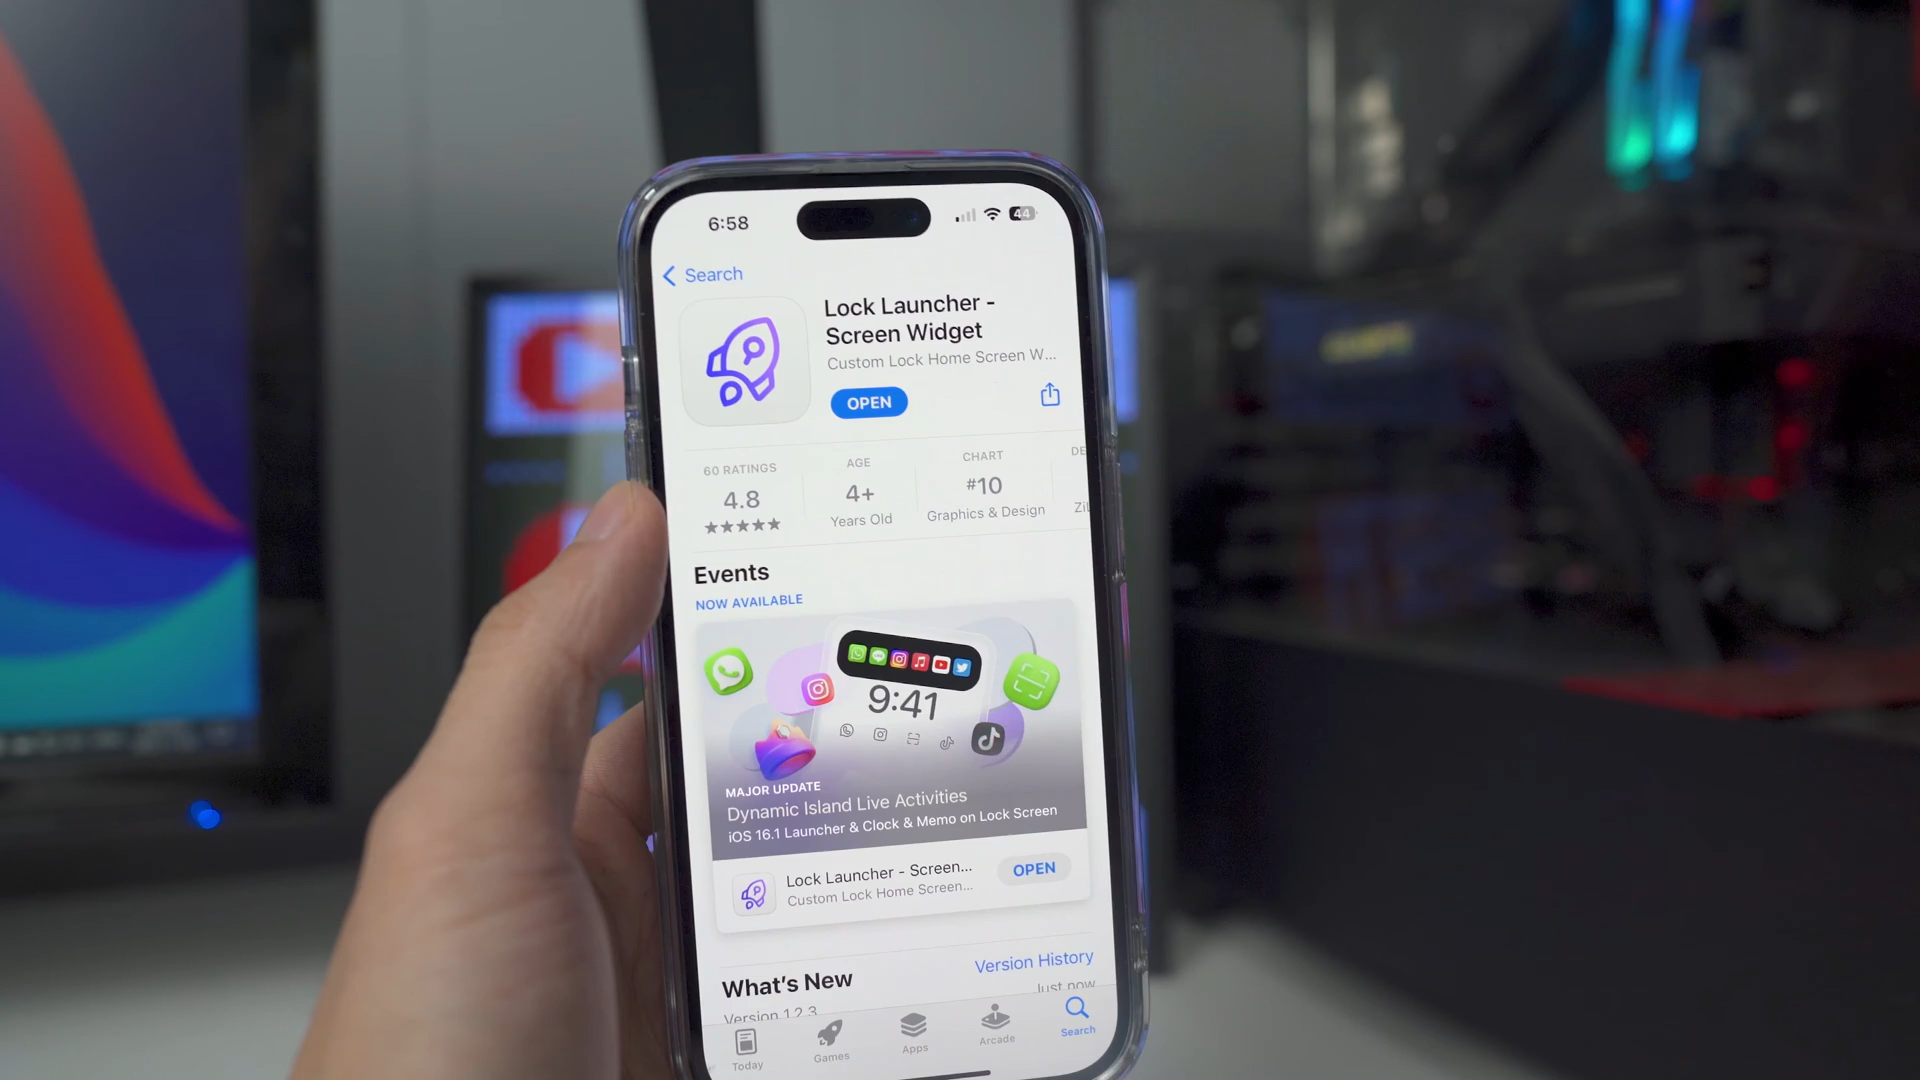 6:58
44
Search
Lock Launcher -
Screen Widget
Custom Lock Home Screen W...
OPEN
60 RATINGS
AGE
CHART
DE
4.8
4+
#10
Years Old
Graphics & Design
Events
NOW AVAILABLE
9:41
MAJOR UPDATE
Dynamic Island Live Activities
iOS 16.1 Launcher & Clock & Memo on Lock Screen
Lock Launcher - Screen...
Custom Lock Home Screen...
OPEN
What's New
Version History
Just now
Version 1.2.3
Today
Games
Apps
Arcade
Search